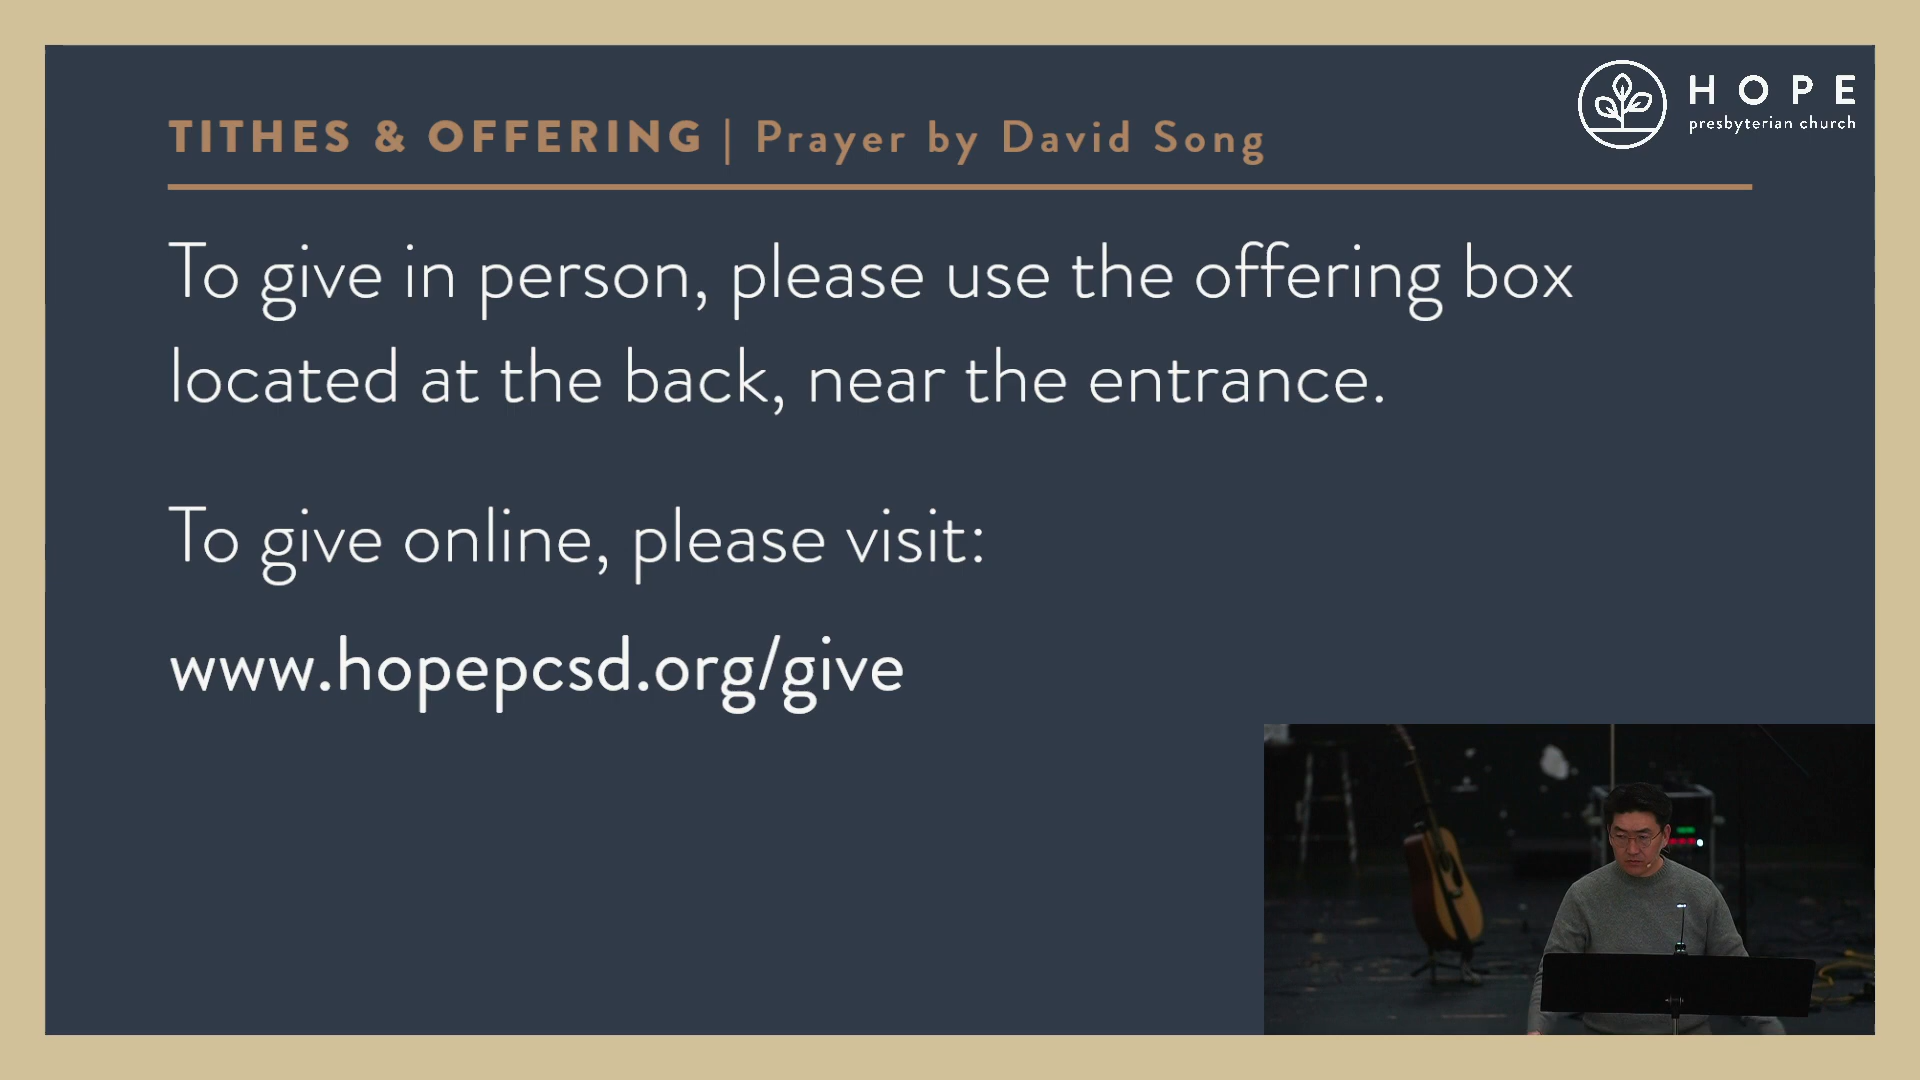 HOPE
presbyterian church
TITHES & OFFERING | Prayer by David Song
To give in person, please use the offering box
located at the back, near the entrance.
To give online, please visit:
www.hopepcsd.org/give